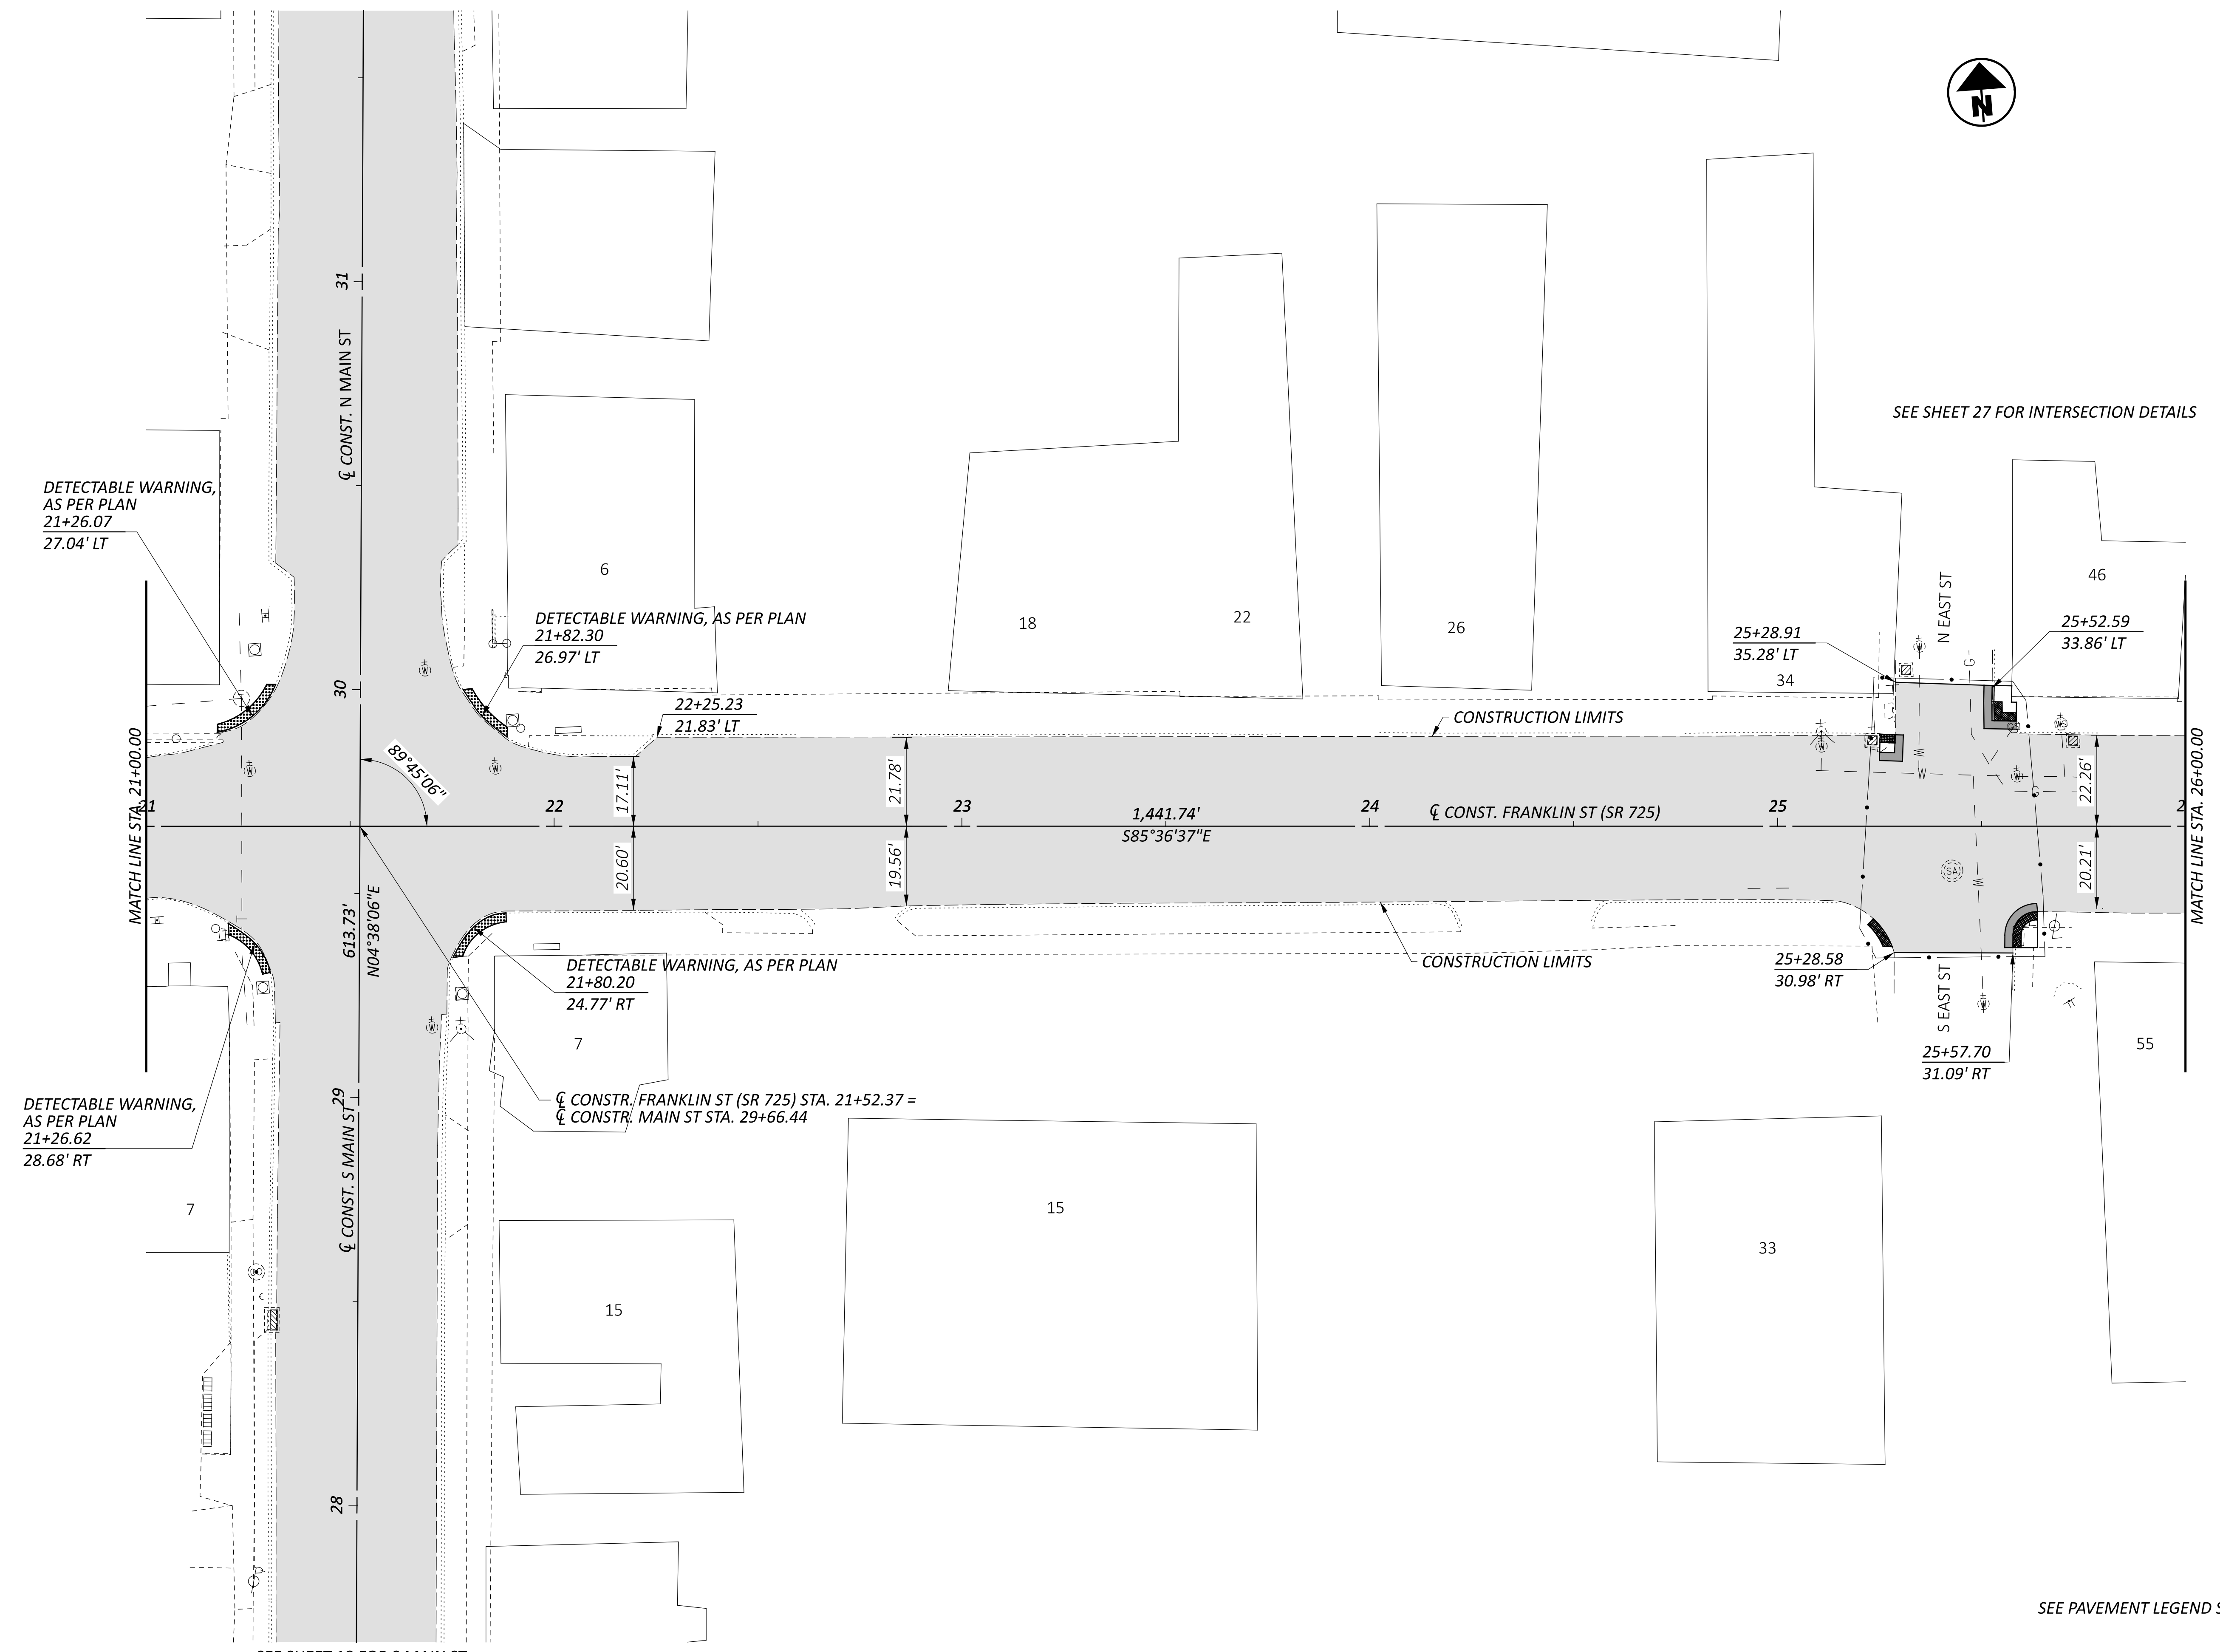 N
31
℄ CONST. N MAIN ST
SEE SHEET 27 FOR INTERSECTION DETAILS
DETECTABLE WARNING,
AS PER PLAN
21+26.07
27.04' LT
6
DETECTABLE WARNING, AS PER PLAN
21+82.30
26.97' LT
18
22
26
34
46
N EAST ST
25+28.91
35.28' LT
25+52.59
33.86' LT
30
22+25.23
21.83' LT
CONSTRUCTION LIMITS
MATCH LINE STA. 21+00.00
89°45'06"
21
22
23
24
25
2
17.11'
21.78'
22.26'
1,441.74'
S85°36'37"E
℄ CONST. FRANKLIN ST (SR 725)
MATCH LINE STA. 26+00.00
W
W
W
G
G
W
W
W
W
W
W
W
SA
20.60'
19.56'
20.21'
613.73'
N04°38'06"E
DETECTABLE WARNING, AS PER PLAN
21+80.20
24.77' RT
CONSTRUCTION LIMITS
25+28.58
30.98' RT
S EAST ST
W
W
25+57.70
31.09' RT
7
55
29
℄ CONSTR. FRANKLIN ST (SR 725) STA. 21+52.37 =
℄ CONSTR. MAIN ST STA. 29+66.44
DETECTABLE WARNING,
AS PER PLAN
21+26.62
28.68' RT
℄ CONST. S MAIN ST
7
15
33
15
28
SEE PAVEMENT LEGEND S